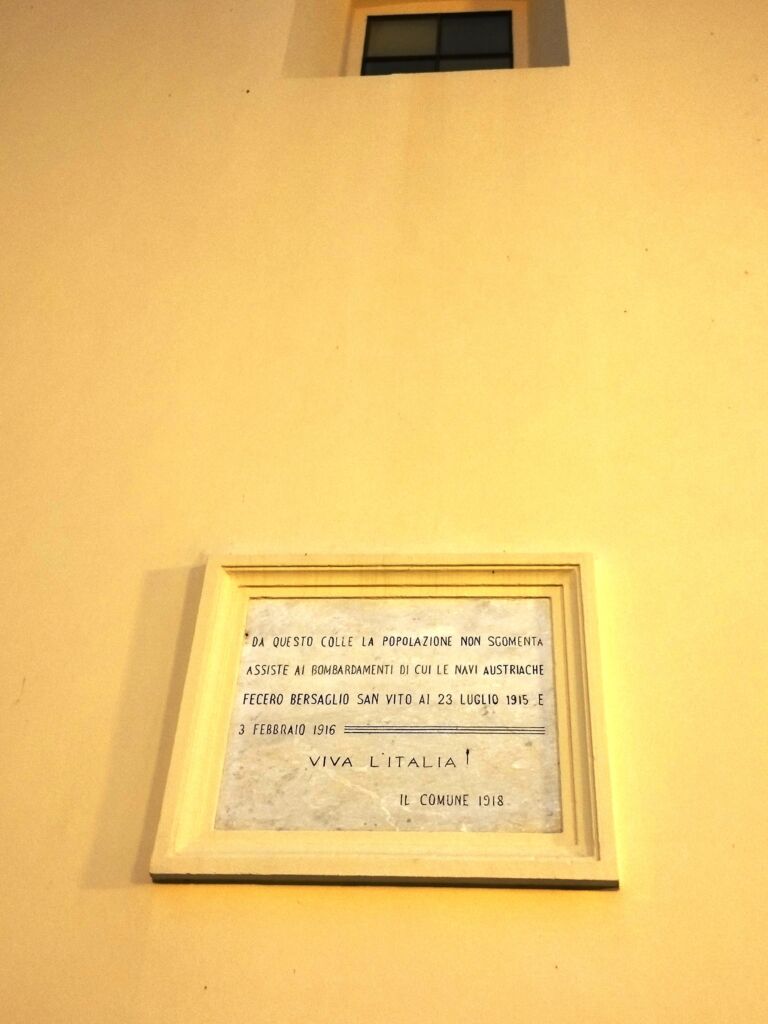 DA QUESTO COLLE LA POPOLAZIONE NON SGOMENTA
ASSISTE AI BOMBARDAMENTI DI CUI LE NAVI AUSTRIACHE
FECERO BERSAGLIO SAN VITO AI 23 LUGLIO 1915 E
3 FEBBRAIO 1916
VIVA L'ITALIA!
IL COMUNE 1918